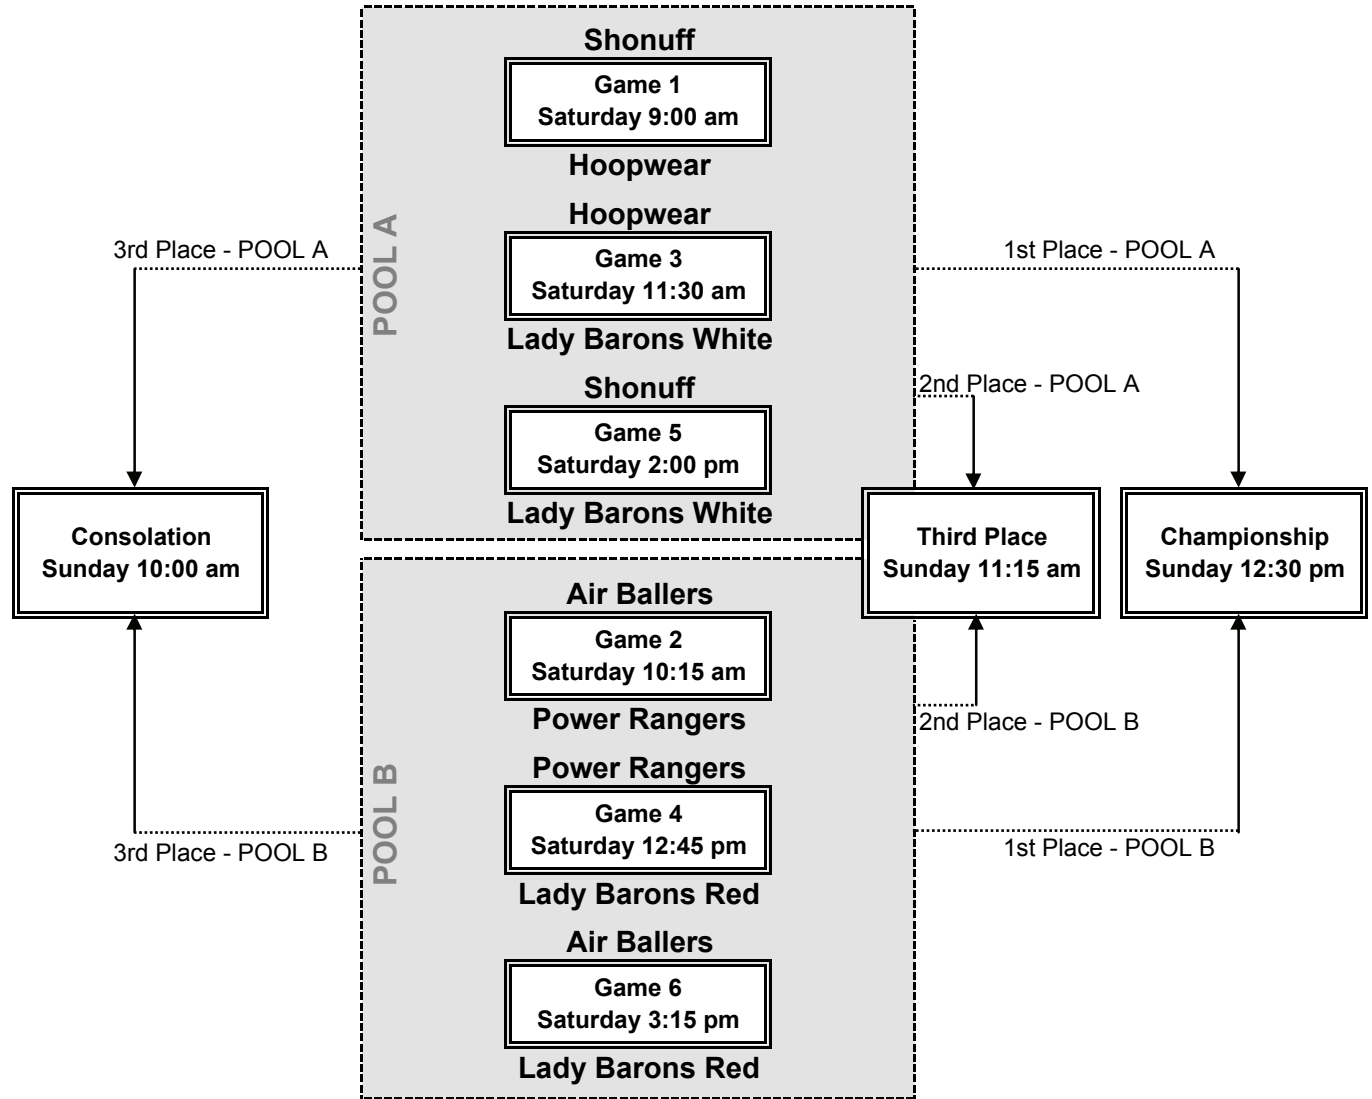 Shonuff
Game 1
Saturday 9:00 am
Hoopwear
Hoopwear
Game 3
Saturday 11:30 am
Lady Barons White
Shonuff
Game 5
Saturday 2:00 pm
Lady Barons White
POOL A
3rd Place - POOL A
1st Place - POOL A
2nd Place - POOL A
Consolation
Sunday 10:00 am
Third Place
Sunday 11:15 am
Championship
Sunday 12:30 pm
Air Ballers
Game 2
Saturday 10:15 am
Power Rangers
Power Rangers
Game 4
Saturday 12:45 pm
Lady Barons Red
Air Ballers
Game 6
Saturday 3:15 pm
Lady Barons Red
POOL B
2nd Place - POOL B
3rd Place - POOL B
1st Place - POOL B